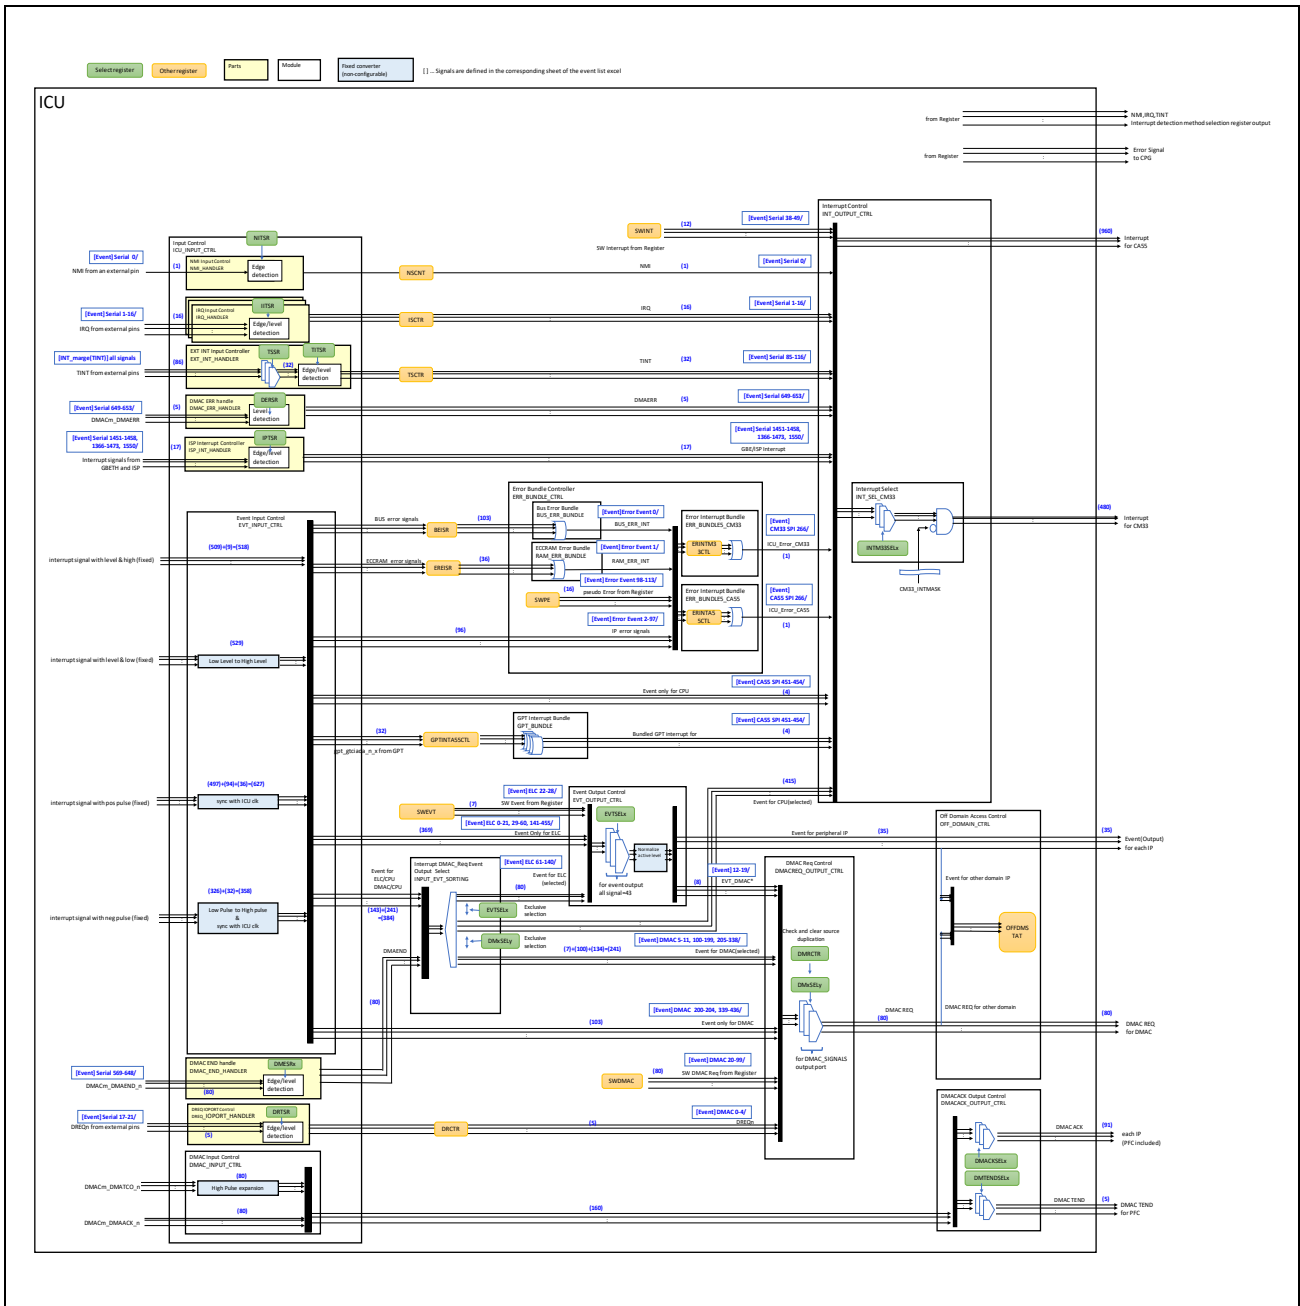 Select register
Other register
Parts
Module
Fixed converter
(non-configurable)
[ ] ... Signals are defined in the corresponding sheet of the event list excel
ICU
from Register
NMI,IRQ,TINT
Interrupt detection method selection register output
from Register
Error Signal
to CPG
Input Control
ICU_INPUT_CTRL
NITSR
[Event] Serial 0/
(1)
NMI from an external pin
NMI Input Control
NMI_HANDLER
Edge
detection
NSCNT
NMI
(1)
[Event] Serial 0/
SWINT
(12)
[Event] Serial 38-49/
SW Interrupt from Register
Interrupt Control
INT_OUTPUT_CTRL
(960)
Interrupt
for CA55
[Event] Serial 1-16/
(16)
IRQ from external pins
IITSR
IRQ Input Control
IRQ_HANDLER
Edge/level
detection
ISCTR
IRQ
(16)
[Event] Serial 1-16/
[INT_marge(TINT)] all signals
(86)
TINT from external pins
EXT INT Input Controller
EXT_INT_HANDLER
TSSR
TITSR
(32)
Edge/level
detection
TSCTR
TINT
(32)
[Event] Serial 85-116/
[Event] Serial 649-653/
(5)
DMACm_DMAERR
DMAC ERR handle
DMAC_ERR_HANDLER
DERSR
Level
detection
DMAERR
(5)
[Event] Serial 649-653/
[Event] Serial 1451-1458,
1366-1473, 1550/
(17)
Interrupt signals from
GBETH and ISP
ISP Interrupt Controller
ISP_INT_HANDLER
IPTSR
Edge/level
detection
(17)
GBE/ISP Interrupt
[Event] Serial 1451-1458,
1366-1473, 1550/
Event Input Control
EVT_INPUT_CTRL
(509)+(9)=(518)
interrupt signal with level & high (fixed)
BUS error signals
BEISR
(103)
ECCRAM error signals
EREISR
(36)
Error Bundle Controller
ERR_BUNDLE_CTRL
Bus Error Bundle
BUS_ERR_BUNDLE
[Event]Error Event 0/
BUS_ERR_INT
ECCRAM Error Bundle
RAM_ERR_BUNDLE
[Event] Error Event 1/
RAM_ERR_INT
[Event] Error Event 98-113/
(16)
SWPE
pseudo Error from Register
[Event] Error Event 2-97/
(96)
IP error signals
Error Interrupt Bundle
ERR_BUNDLES_CM33
ERINTM3
3CTL
[Event]
CM33 SPI 266/
ICU_Error_CM33
(1)
Error Interrupt Bundle
ERR_BUNDLES_CA55
ERINTA5
5CTL
[Event]
CA55 SPI 266/
ICU_Error_CA55
(1)
Interrupt Select
INT_SEL_CM33
INTM33SELx
CM33_INTMASK
(480)
Interrupt
for CM33
(529)
interrupt signal with level & low (fixed)
Low Level to High Level
[Event] CA55 SPI 451-454/
Event only for CPU
(4)
(32)
gpt_gtciada_n_x from GPT
GPTINTA55CTL
GPT Interrupt Bundle
GPT_BUNDLE
[Event] CA55 SPI 451-454/
Bundled GPT interrupt for
(4)
(497)+(94)+(36)=(627)
interrupt signal with pos pulse (fixed)
sync with ICU clk
(415)
Event for CPU(selected)
SWEVT
(7)
[Event] ELC 22-28/
SW Event from Register
[Event] ELC 0-21, 29-60, 141-455/
(369)
Event Only for ELC
Event Output Control
EVT_OUTPUT_CTRL
EVTSELx
Normalize
active level
for event output
all signal=43
Event for peripheral IP
(35)
(35)
Event(Output)
for each IP
Off Domain Access Control
OFF_DOMAIN_CTRL
Event for other domain IP
OFFDMS
TAT
DMAC REQ for other domain
(326)+(32)=(358)
interrupt signal with neg pulse (fixed)
Low Pulse to High pulse
&
sync with ICU clk
Event for
ELC/CPU
DMAC/CPU
(143)+(241)
=(384)
DMAEND
(80)
Interrupt DMAC_Req Event
Output Select
INPUT_EVT_SORTING
[Event] ELC 61-140/
(80)
Event for ELC
(selected)
EVTSELx
Exclusive
selection
DMxSELy
Exclusive
selection
[Event] 12-19/
(8)
EVT_DMAC*
[Event] DMAC 5-11, 100-199, 205-338/
(7)+(100)+(134)=(241)
Event for DMAC(selected)
DMAC Req Control
DMACREQ_OUTPUT_CTRL
Check and clear source
duplication
DMRCTR
DMxSELy
for DMAC_SIGNALS
output port
DMAC REQ
(80)
(80)
DMAC REQ
for DMAC
[Event] DMAC 200-204, 339-436/
(103)
Event only for DMAC
[Event] Serial 569-648/
DMACm_DMAEND_n
DMAC END handle
DMAC_END_HANDLER
DMESRx
Edge/level
detection
(80)
SWDMAC
(80)
[Event] DMAC 20-99/
SW DMAC Req from Register
[Event] Serial 17-21/
DREQn from external pins
DREQ IOPORT Control
DREQ_IOPORT_HANDLER
DRTSR
Edge/level
detection
(5)
DRCTR
(5)
[Event] DMAC 0-4/
DREQn
DMACACK Output Control
DMACACK_OUTPUT_CTRL
DMACKSELx
DMTENDSELx
DMAC ACK
(91)
each IP
(PFC included)
DMAC TEND
(5)
DMAC TEND
for PFC
DMAC Input Control
DMAC_INPUT_CTRL
(80)
High Pulse expansion
DMACm_DMATCO_n
(80)
DMACm_DMAACK_n
(160)